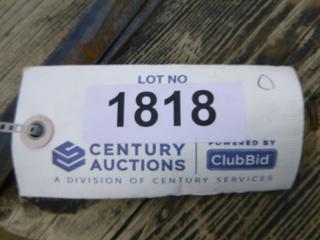 LOT NO
1818
CENTURY
AUCTIONS
POWERED BY
ClubBid
A DIVISION OF CENTURY SERVICES